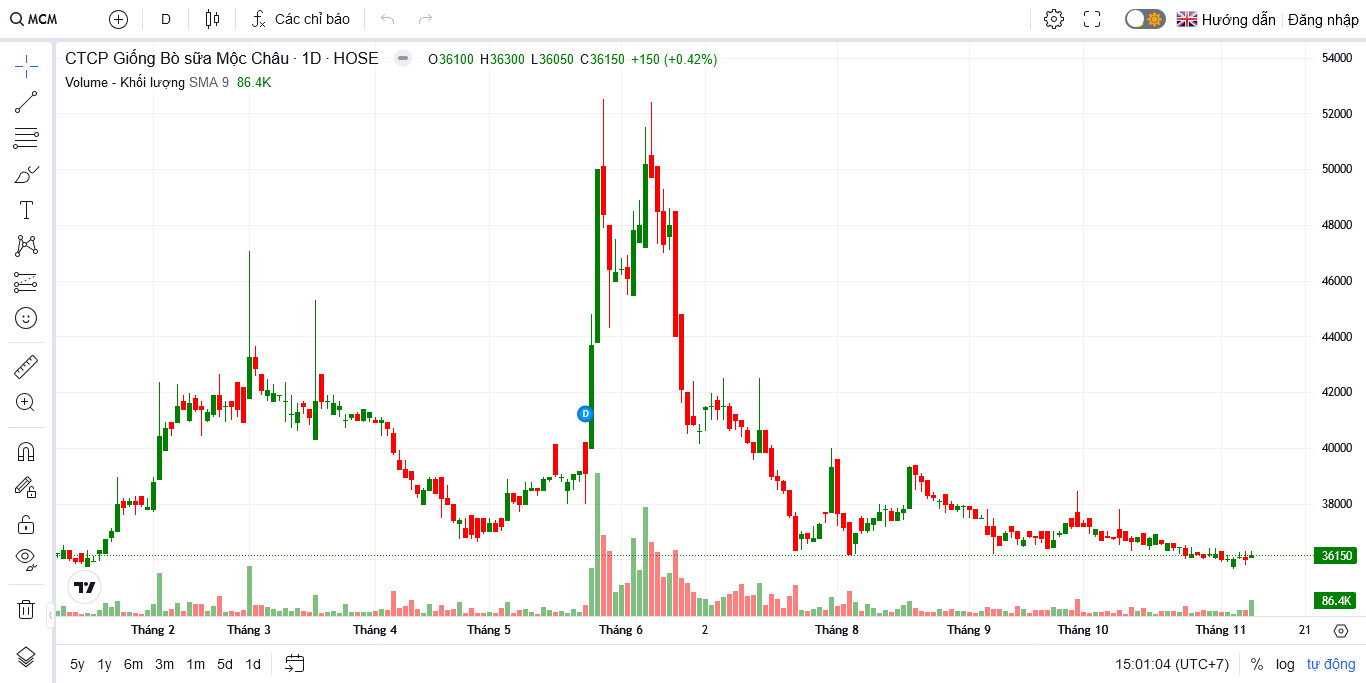 MCM D Các chỉ báo Hướng dẫn Đăng nhập
CTCP Giống Bò sữa Mộc Châu · 1D · HOSE O36100 H36300 L36050 C36150 +150 (+0.42%)
Volume - Khối lượng SMA 9 86.4K
54000
52000
50000
48000
46000
44000
42000
D
40000
38000
36150
86.4K
Tháng 2 Tháng 3 Tháng 4 Tháng 5 Tháng 6 2 Tháng 8 Tháng 9 Tháng 10 Tháng 11 21
5y 1y 6m 3m 1m 5d 1d 15:01:04 (UTC+7) % log tự động